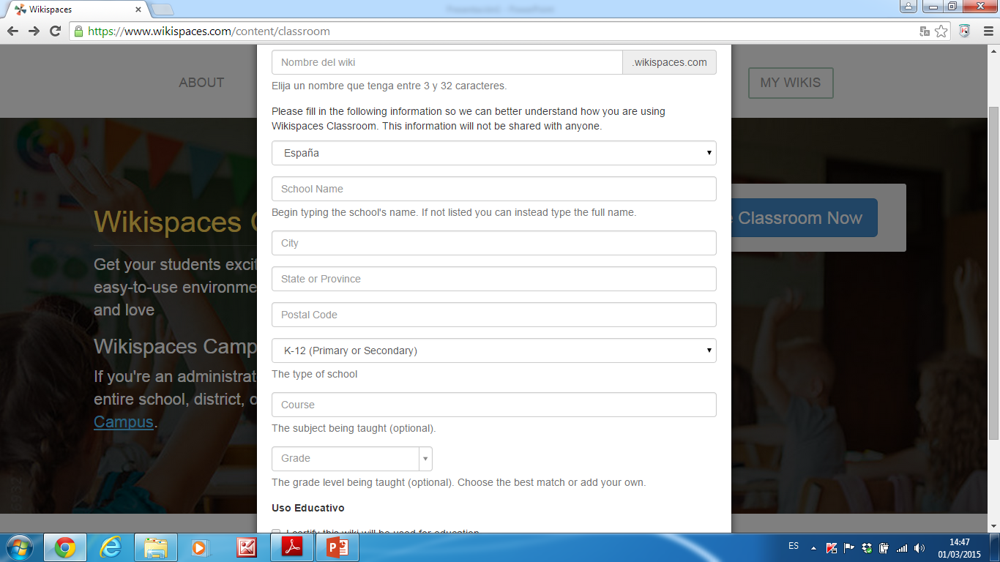 Wikispaces
https://www.wikispaces.com/content/classroom
ABOUT
MY WIKIS
Nombre del wiki
.wikispaces.com
Elija un nombre que tenga entre 3 y 32 caracteres.
Please fill in the following information so we can better understand how you are using
Wikispaces Classroom. This information will not be shared with anyone.
España
School Name
Begin typing the school's name. If not listed you can instead type the full name.
City
State or Province
Postal Code
K-12 (Primary or Secondary)
The type of school
Course
The subject being taught (optional).
Grade
The grade level being taught (optional). Choose the best match or add your own.
Uso Educativo
I certify this wiki will be used for education
Wikispaces
Classroom Now
Get your students
easy-to-use
and love
Wikispaces
If you're an
entire school, district,
Campus.
ES
14:47
01/03/2015